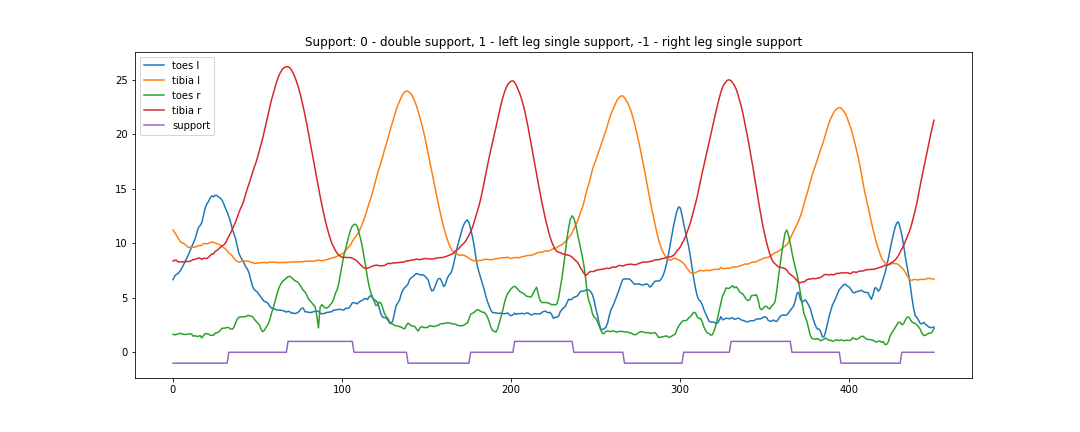 Support: 0 - double support, 1 - left leg single support, -1 - right leg single support
toes l
tibia l
toes r
tibia r
support
25
20
15
10
5
0
0 100 200 300 400